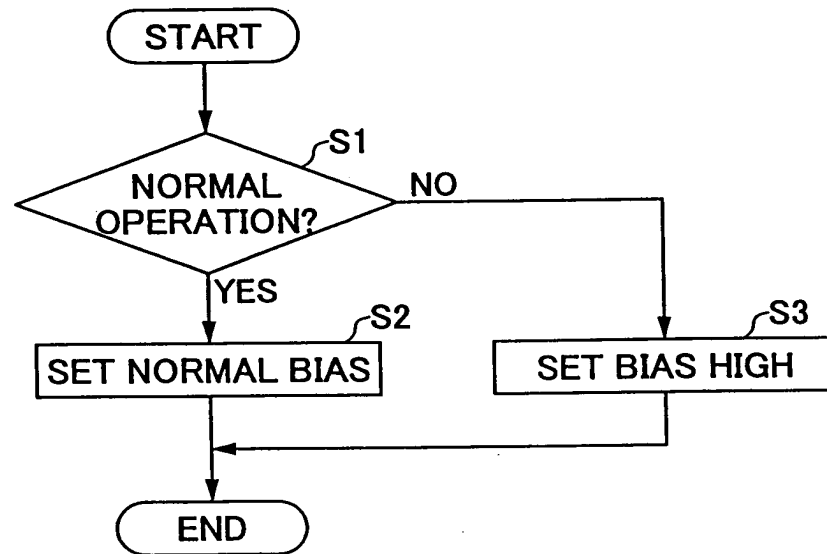 START
S1
NORMAL
OPERATION?
NO
YES
S2
SET NORMAL BIAS
S3
SET BIAS HIGH
END